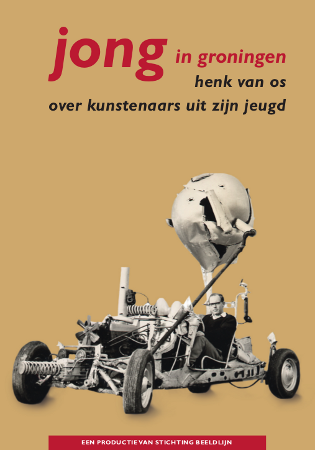 jong in groningen
henk van os
over kunstenaars uit zijn jeugd
EEN PRODUCTIE VAN STICHTING BEELDLIJN